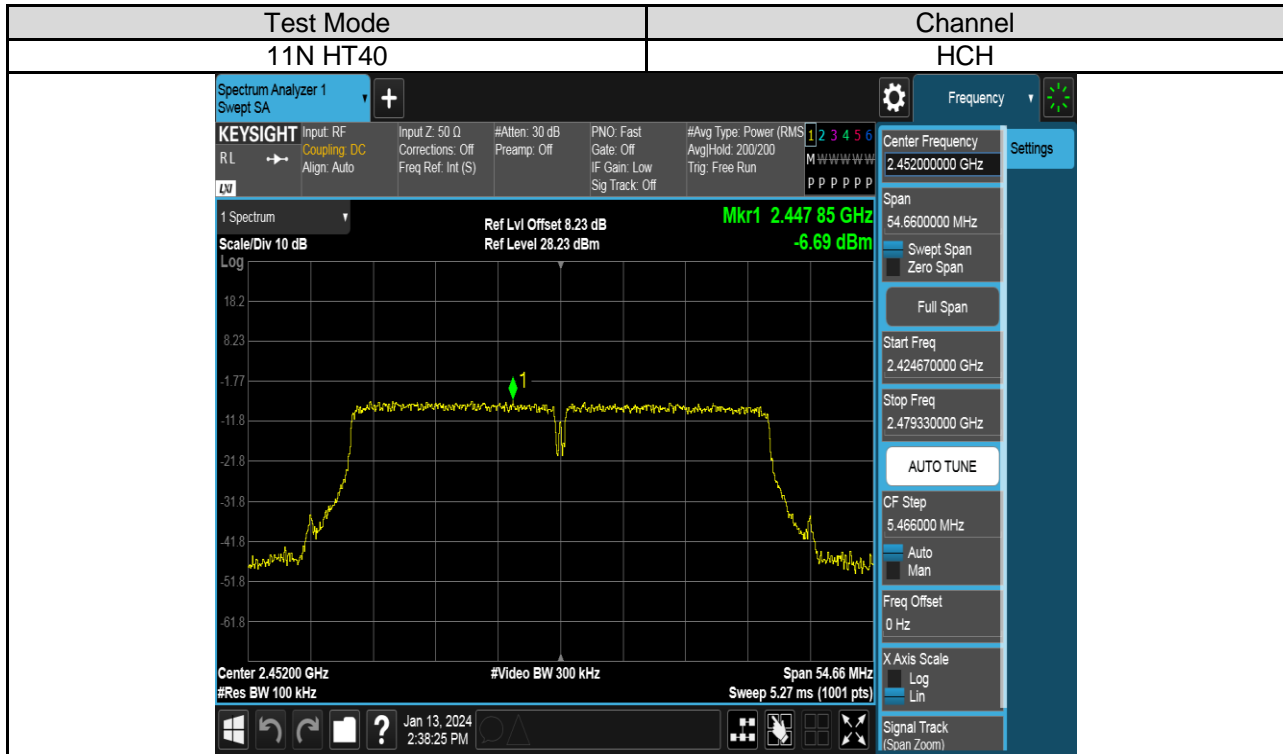 Test Mode Channel
11N HT40 HCH
Spectrum Analyzer 1
Swept SA
+
Frequency
KEYSIGHT
RL
LXI
Input: RF
Coupling: DC
Align: Auto
Input Z: 50 Ω
Corrections: Off
Freq Ref: Int (S)
#Atten: 30 dB
Preamp: Off
PNO: Fast
Gate: Off
IF Gain: Low
Sig Track: Off
#Avg Type: Power (RMS
Avg|Hold: 200/200
Trig: Free Run
1 2 3 4 5 6
M W W W W W
P P P P P P
1 Spectrum
Scale/Div 10 dB
Log
Ref Lvl Offset 8.23 dB
Ref Level 28.23 dBm
Mkr1 2.447 85 GHz
-6.69 dBm
18.2
8.23
-1.77
-11.8
-21.8
-31.8
-41.8
-51.8
-61.8
1
Center 2.45200 GHz
#Res BW 100 kHz
#Video BW 300 kHz
Span 54.66 MHz
Sweep 5.27 ms (1001 pts)
Center Frequency
2.452000000 GHz
Settings
Span
54.6600000 MHz
Swept Span
Zero Span
Full Span
Start Freq
2.424670000 GHz
Stop Freq
2.479330000 GHz
AUTO TUNE
CF Step
5.466000 MHz
Auto
Man
Freq Offset
0 Hz
X Axis Scale
Log
Lin
Signal Track
(Span Zoom)
?
Jan 13, 2024
2:38:25 PM